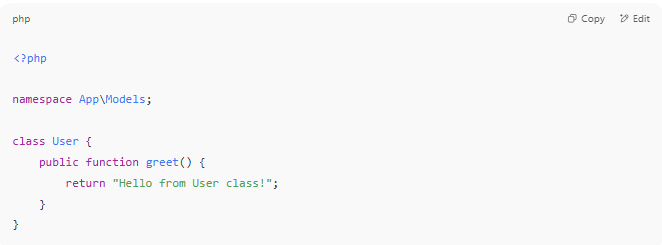 php Copy Edit
<?php
namespace App\Models;
class User {
    public function greet() {
        return "Hello from User class!";
    }
}